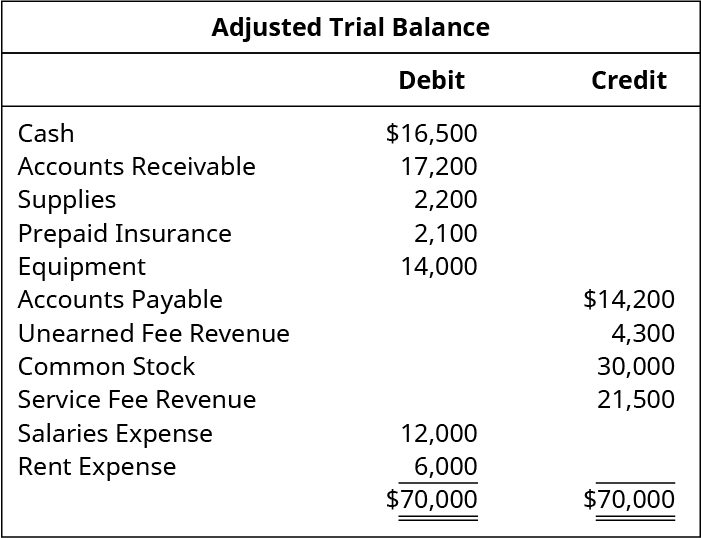 Adjusted Trial Balance
Debit Credit
Cash $16,500
Accounts Receivable 17,200
Supplies 2,200
Prepaid Insurance 2,100
Equipment 14,000
Accounts Payable $14,200
Unearned Fee Revenue 4,300
Common Stock 30,000
Service Fee Revenue 21,500
Salaries Expense 12,000
Rent Expense 6,000
$70,000 $70,000